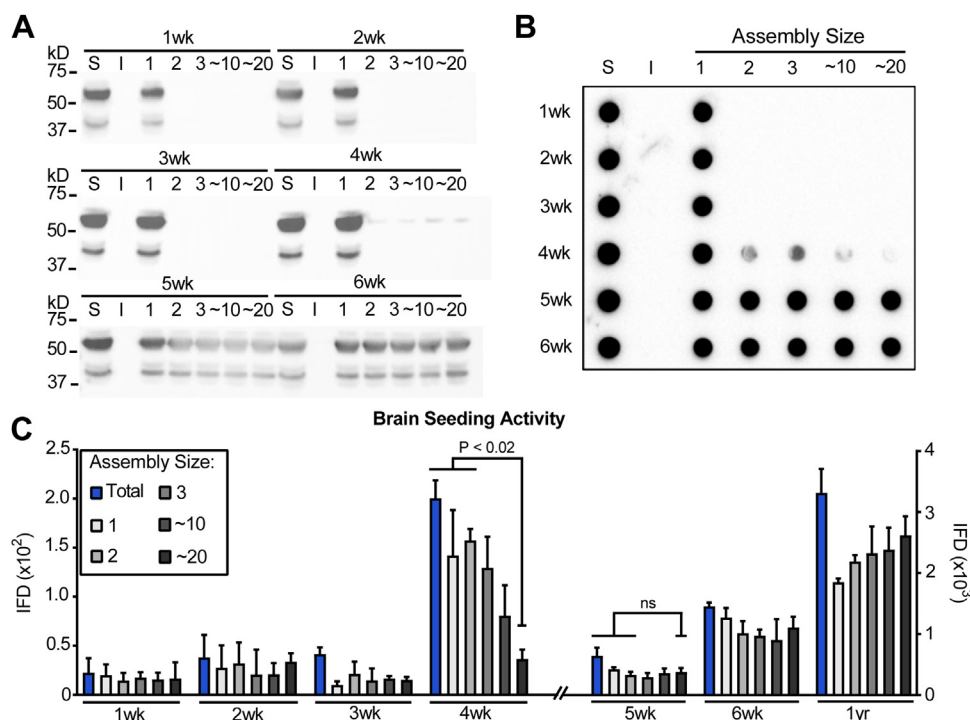 A
1wk 2wk
kD S I 1 2 3 ~10 ~20 S I 1 2 3 ~10 ~20
75
50
37
3wk 4wk
kD S I 1 2 3 ~10 ~20 S I 1 2 3 ~10 ~20
75
50
37
5wk 6wk
kD S I 1 2 3 ~10 ~20 S I 1 2 3 ~10 ~20
75
50
37
B
Assembly Size
S I 1 2 3 ~10 ~20
1wk
2wk
3wk
4wk
5wk
6wk
C
Brain Seeding Activity
IFD (x10²)
2.5
2.0
1.5
1.0
0.5
0
Assembly Size:
Total 3
1 ~10
2 ~20
P < 0.02
ns
4
3
2
1
0
IFD (x10³)
1wk 2wk 3wk 4wk 5wk 6wk 1yr